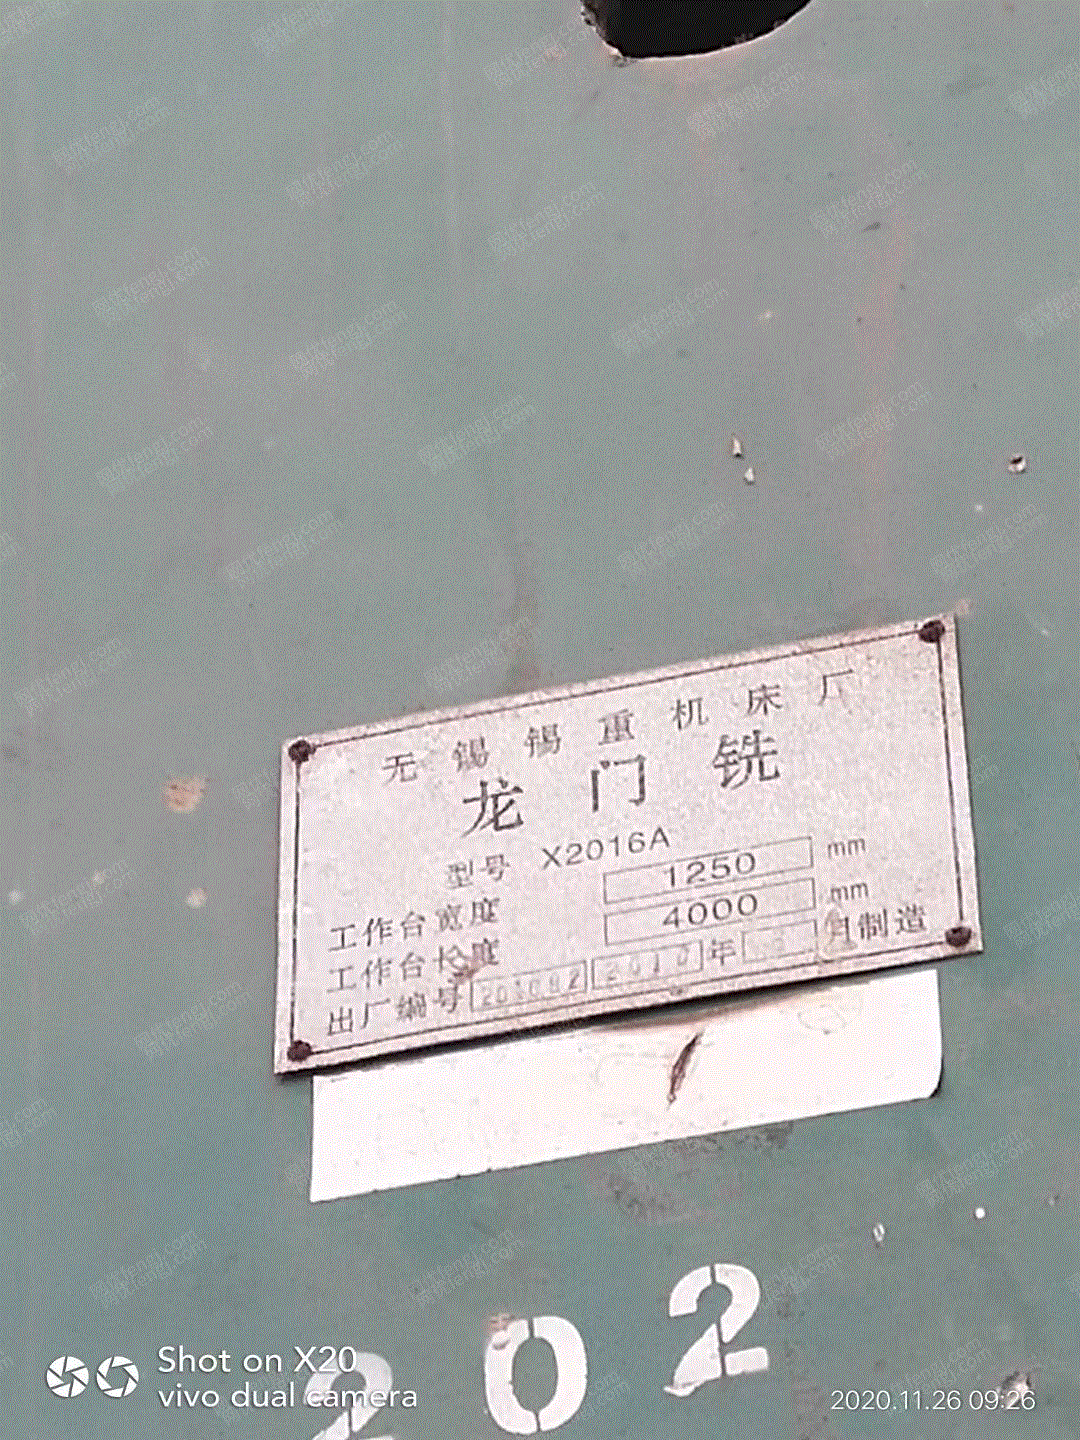 无锡锡重机床厂
龙门铣
型号 X2016A
工作台宽度 1250 mm
工作台长度 4000 mm
出厂编号 201082 2010 年 月制造
202
Shot on X20
vivo dual camera
2020.11.26 09:26